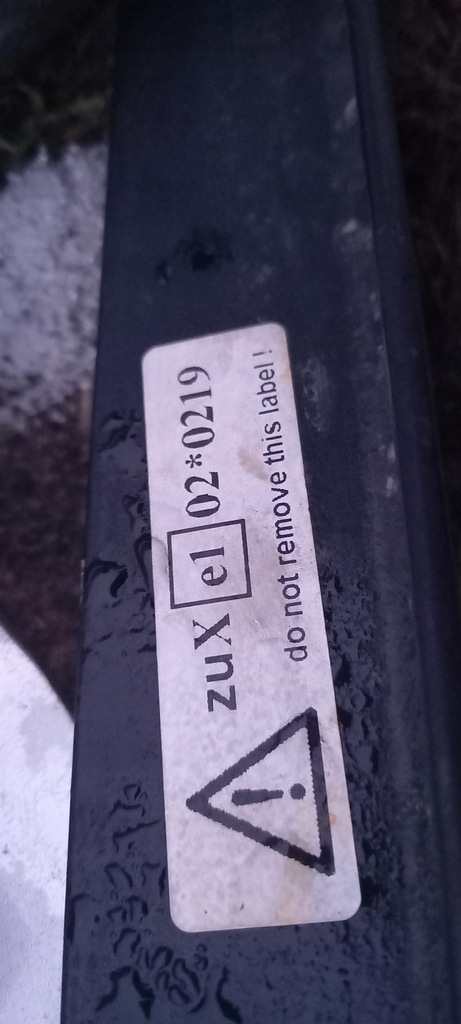 zuX e1 02*0219
do not remove this label!